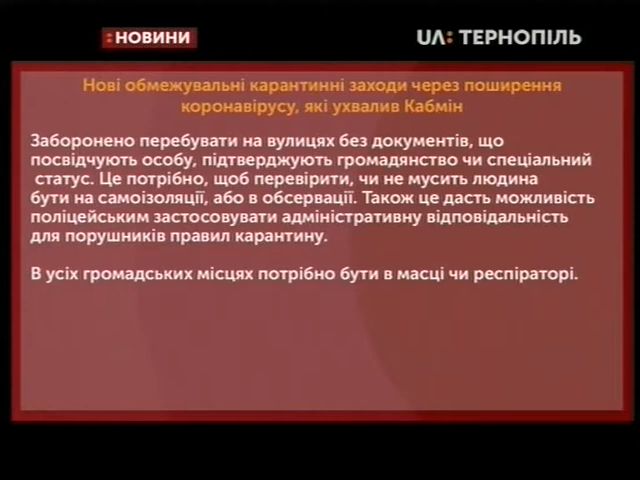 :НОВИНИ
UA: ТЕРНОПІЛЬ
Нові обмежувальні карантинні заходи через поширення
коронавірусу, які ухвалив Кабмін
Заборонено перебувати на вулицях без документів, що
посвідчують особу, підтверджують громадянство чи спеціальний
статус. Це потрібно, щоб перевірити, чи не мусить людина
бути на самоізоляції, або в обсервації. Також це дасть можливість
поліцейським застосовувати адміністративну відповідальність
для порушників правил карантину.
В усіх громадських місцях потрібно бути в масці чи респіраторі.